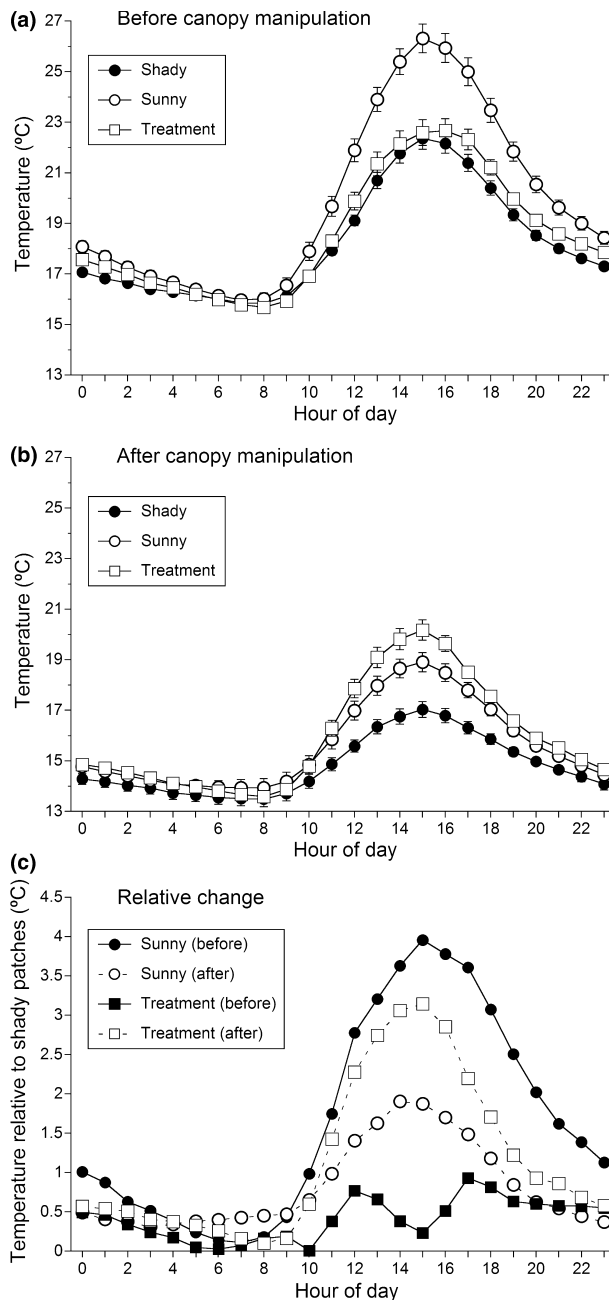 (a) Before canopy manipulation
27
25
23
21
19
17
15
13
Temperature (ºC)
Shady
Sunny
Treatment
0 2 4 6 8 10 12 14 16 18 20 22
Hour of day
(b) After canopy manipulation
27
25
23
21
19
17
15
13
Temperature (ºC)
Shady
Sunny
Treatment
0 2 4 6 8 10 12 14 16 18 20 22
Hour of day
(c) Relative change
4.5
4
3.5
3
2.5
2
1.5
1
0.5
0
Temperature relative to shady patches (ºC)
Sunny (before)
Sunny (after)
Treatment (before)
Treatment (after)
0 2 4 6 8 10 12 14 16 18 20 22
Hour of day